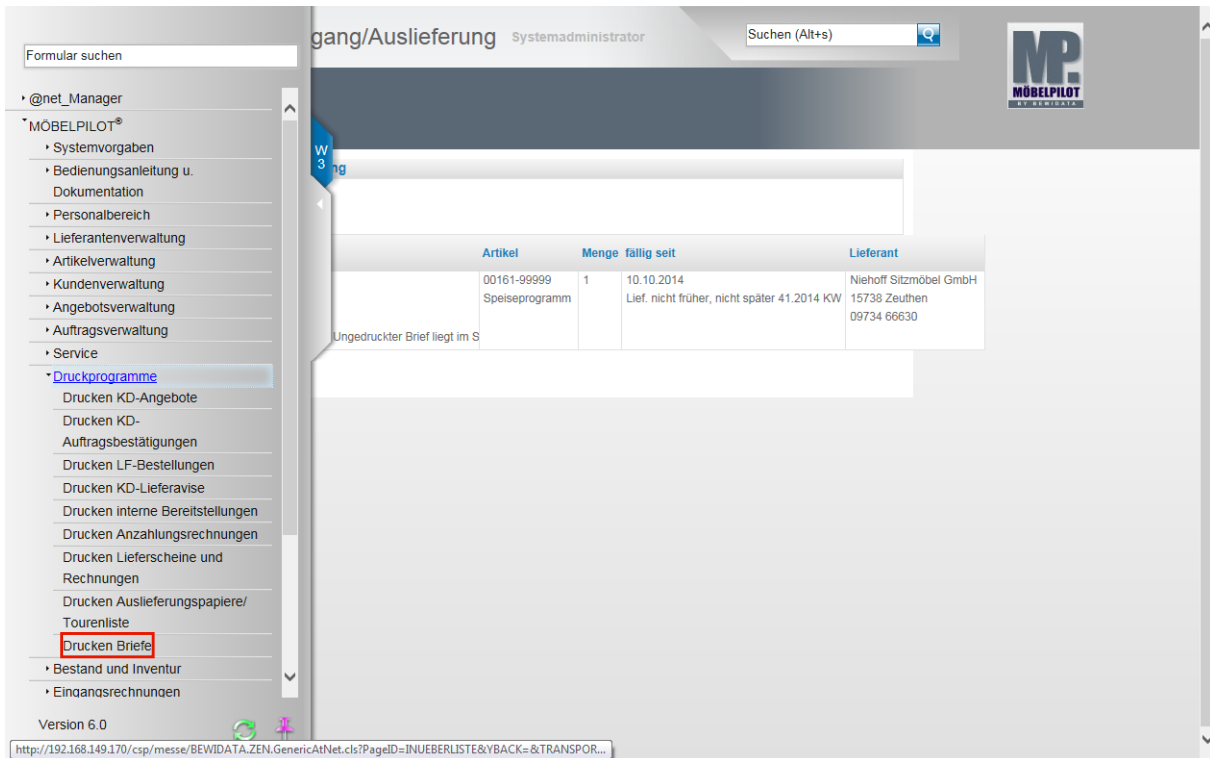 gang/Auslieferung Systemadministrator
Suchen (Alt+s)
Formular suchen
MP.
MÖBELPILOT
BY BEWIDATA
@net_Manager
MÖBELPILOT®
Systemvorgaben
Bedienungsanleitung u.
Dokumentation
Personalbereich
Lieferantenverwaltung
Artikelverwaltung
Kundenverwaltung
Angebotsverwaltung
Auftragsverwaltung
Service
Druckprogramme
Drucken KD-Angebote
Drucken KD-
Auftragsbestätigungen
Drucken LF-Bestellungen
Drucken KD-Lieferavise
Drucken interne Bereitstellungen
Drucken Anzahlungsrechnungen
Drucken Lieferscheine und
Rechnungen
Drucken Auslieferungspapiere/
Tourenliste
Drucken Briefe
Bestand und Inventur
Eingangsrechnungen
Version 6.0
W
3
ng
Artikel Menge fällig seit Lieferant
00161-99999 1 10.10.2014 Niehoff Sitzmöbel GmbH
Speiseprogramm Lief. nicht früher, nicht später 41.2014 KW 15738 Zeuthen
09734 66630
Ungedruckter Brief liegt im S
http://192.168.149.170/csp/messe/BEWIDATA.ZEN.GenericAtNet.cls?PageID=INUEBERLISTE&YBACK=&TRANSPOR...